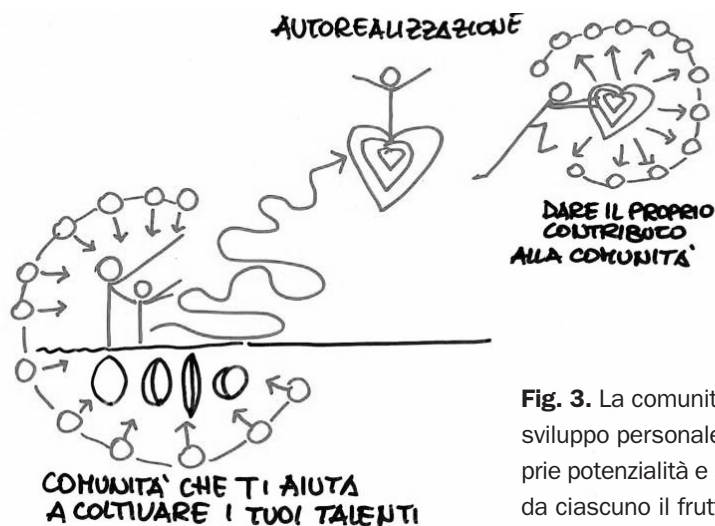 AUTOREALIZZAZIONE
DARE IL PROPRIO
CONTRIBUTO
ALLA COMUNITÀ
COMUNITÀ CHE TI AIUTA
A COLTIVARE I TUOI TALENTI
Fig. 3. La comunit
sviluppo personale
prie potenzialità e
da ciascuno il frut